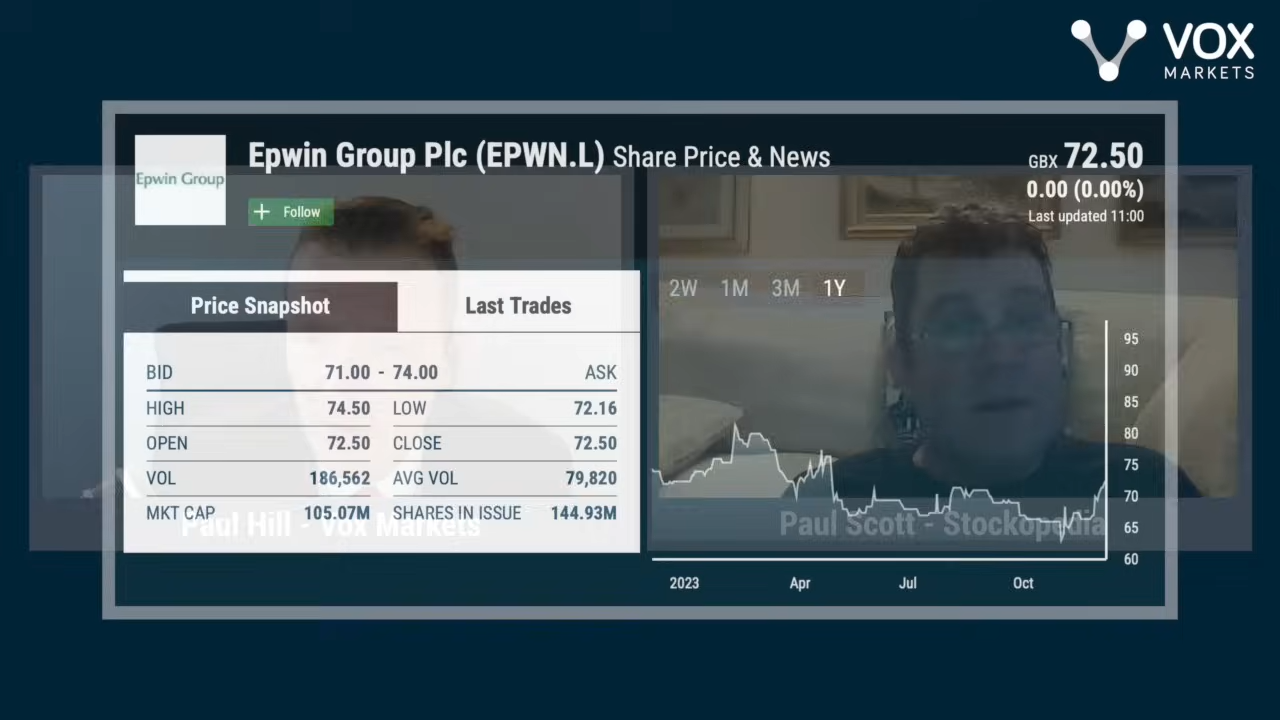 VOX
MARKETS
Epwin Group
Epwin Group Plc (EPWN.L) Share Price & News
+ Follow
GBX 72.50
0.00 (0.00%)
Last updated 11:00
Price Snapshot Last Trades
2W 1M 3M 1Y
BID 71.00 - 74.00 ASK
HIGH 74.50 LOW 72.16
OPEN 72.50 CLOSE 72.50
VOL 186,562 AVG VOL 79,820
MKT CAP 105.07M SHARES IN ISSUE 144.93M
95
90
85
80
75
70
65
60
2023 Apr Jul Oct
Paul Hill - Vox Markets
Paul Scott - Stockopedia